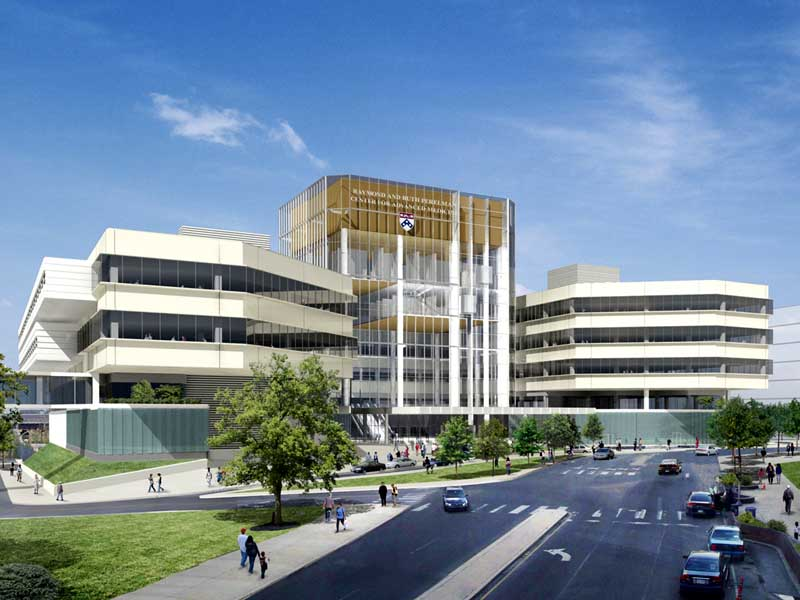 RAYMOND AND RUTH PERELMAN
CENTER FOR ADVANCED MEDICINE